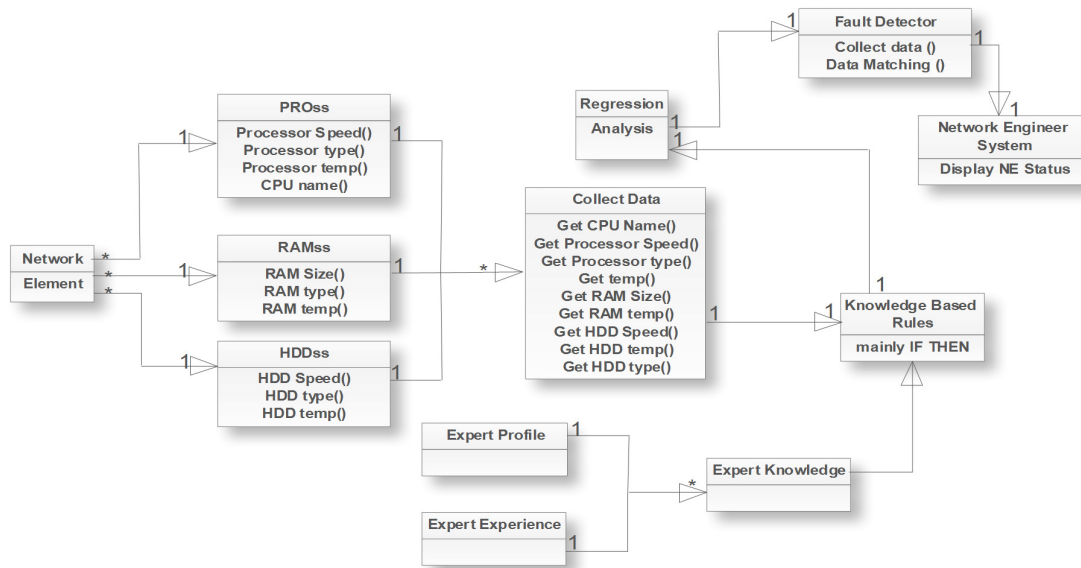 Fault Detector
Collect data ()
Data Matching ()
1
1
1
1
Network Engineer
System
Display NE Status
Regression
Analysis
1
1
PROss
Processor Speed()
Processor type()
Processor temp()
CPU name()
1
1
Collect Data
Get CPU Name()
Get Processor Speed()
Get Processor type()
Get temp()
Get RAM Size()
Get RAM temp()
Get HDD Speed()
Get HDD temp()
Get HDD type()
*
1
Network
Element
*
*
*
RAMss
RAM Size()
RAM type()
RAM temp()
1
1
HDDss
HDD Speed()
HDD type()
HDD temp()
1
1
1
1
Knowledge Based
Rules
mainly IF THEN
Expert Profile
1
Expert Experience
1
*
Expert Knowledge